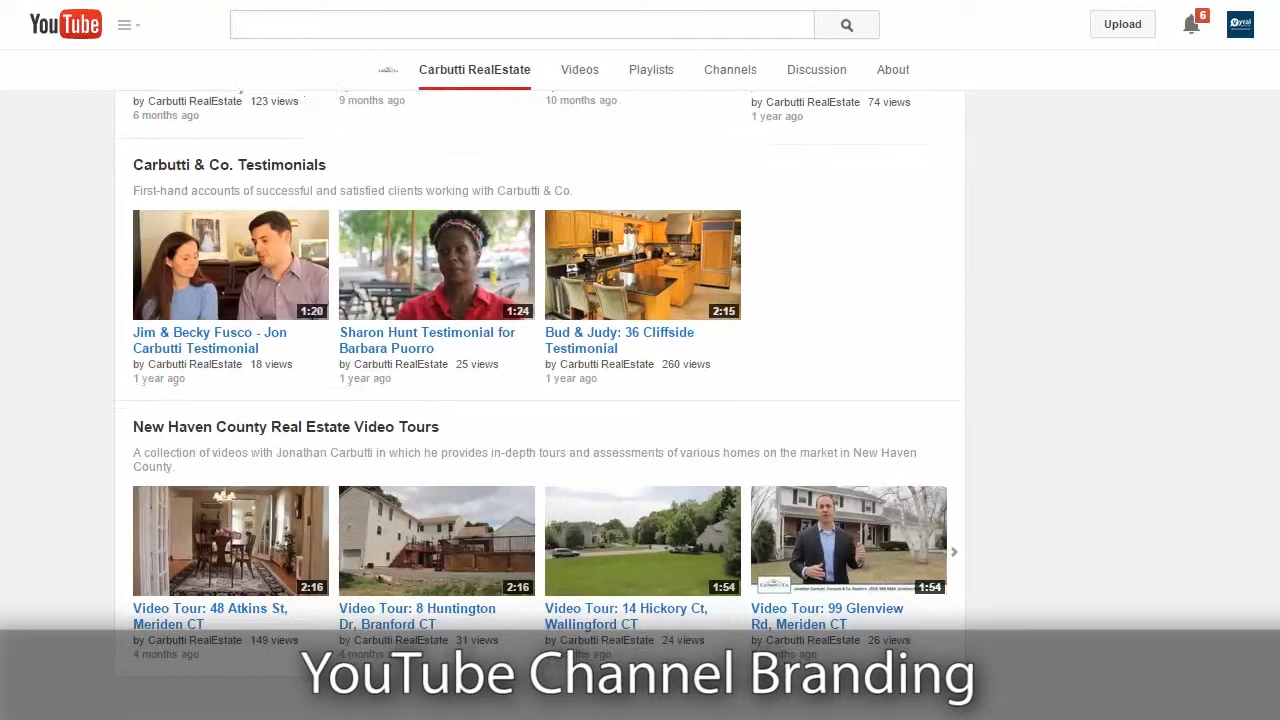 YouTube
Upload
6
Vyral
Carbutti RealEstate Videos Playlists Channels Discussion About
by Carbutti RealEstate 123 views
6 months ago
9 months ago
10 months ago
by Carbutti RealEstate 74 views
1 year ago
Carbutti & Co. Testimonials
First-hand accounts of successful and satisfied clients working with Carbutti & Co.
1:20
Jim & Becky Fusco - Jon
Carbutti Testimonial
by Carbutti RealEstate 18 views
1 year ago
1:24
Sharon Hunt Testimonial for
Barbara Puorro
by Carbutti RealEstate 25 views
1 year ago
2:15
Bud & Judy: 36 Cliffside
Testimonial
by Carbutti RealEstate 260 views
1 year ago
New Haven County Real Estate Video Tours
A collection of videos with Jonathan Carbutti in which he provides in-depth tours and assessments of various homes on the market in New Haven
County.
2:16
Video Tour: 48 Atkins St,
Meriden CT
by Carbutti RealEstate 149 views
4 months ago
2:16
Video Tour: 8 Huntington
Dr, Branford CT
by Carbutti RealEstate 31 views
1:54
Video Tour: 14 Hickory Ct,
Wallingford CT
by Carbutti RealEstate 24 views
1:54
Video Tour: 99 Glenview
Rd, Meriden CT
by Carbutti RealEstate 26 views
YouTube Channel Branding